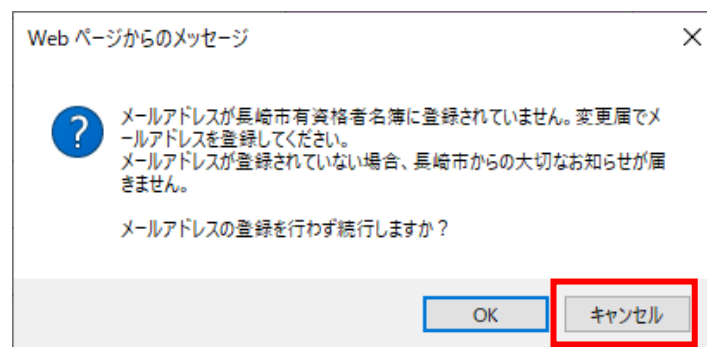 Web ページからのメッセージ
メールアドレスが長崎市有資格者名簿に登録されていません。変更届でメ
ールアドレスを登録してください。
メールアドレスが登録されていない場合、長崎市からの大切なお知らせが届
きません。
メールアドレスの登録を行わず続行しますか？
OK
キャンセル